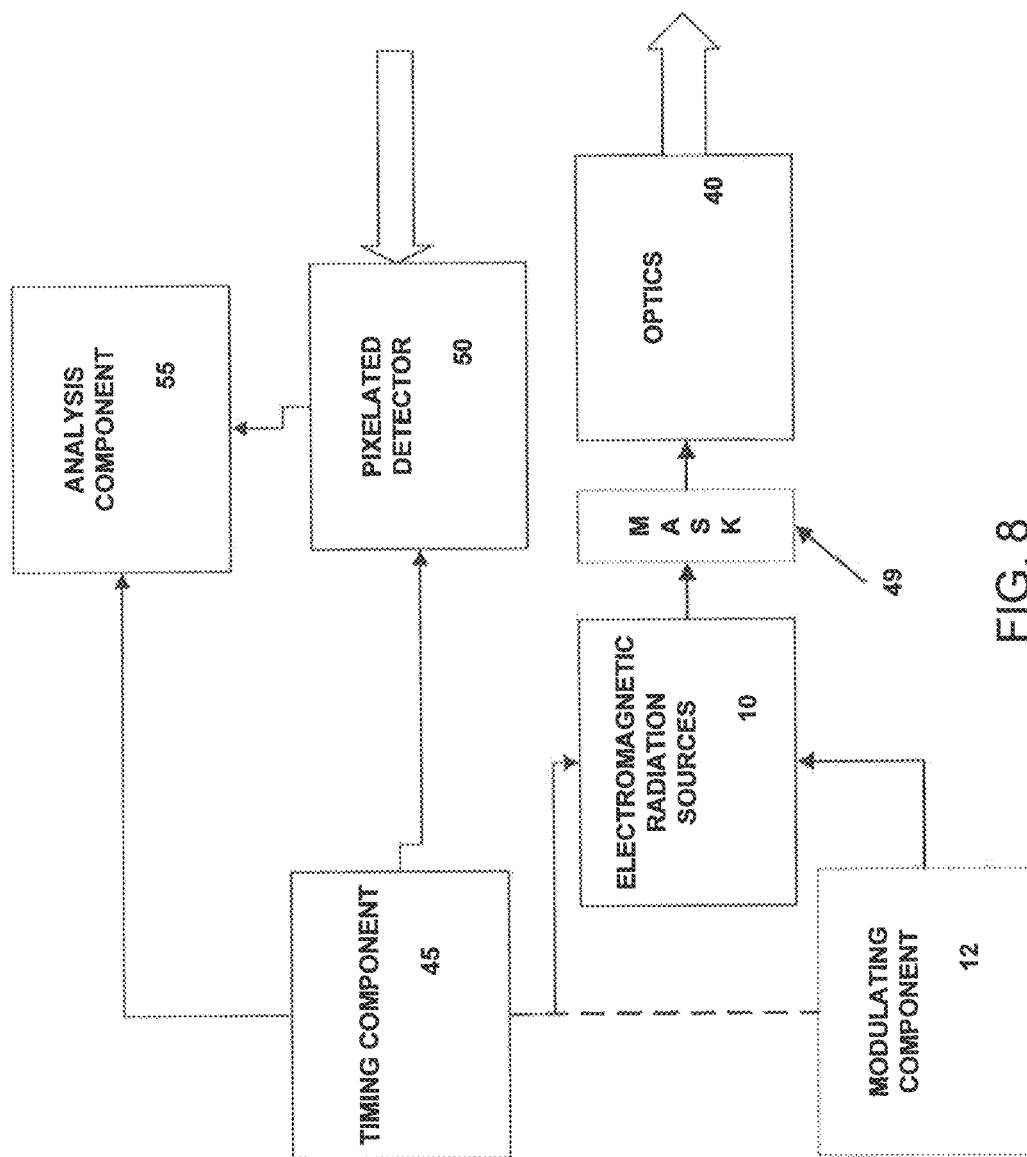 ANALYSIS
COMPONENT
55
PIXELATED
DETECTOR
50
OPTICS
40
M
A
S
K
49
ELECTROMAGNETIC
RADIATION
SOURCES
10
TIMING COMPONENT
45
MODULATING
COMPONENT
12
FIG. 8